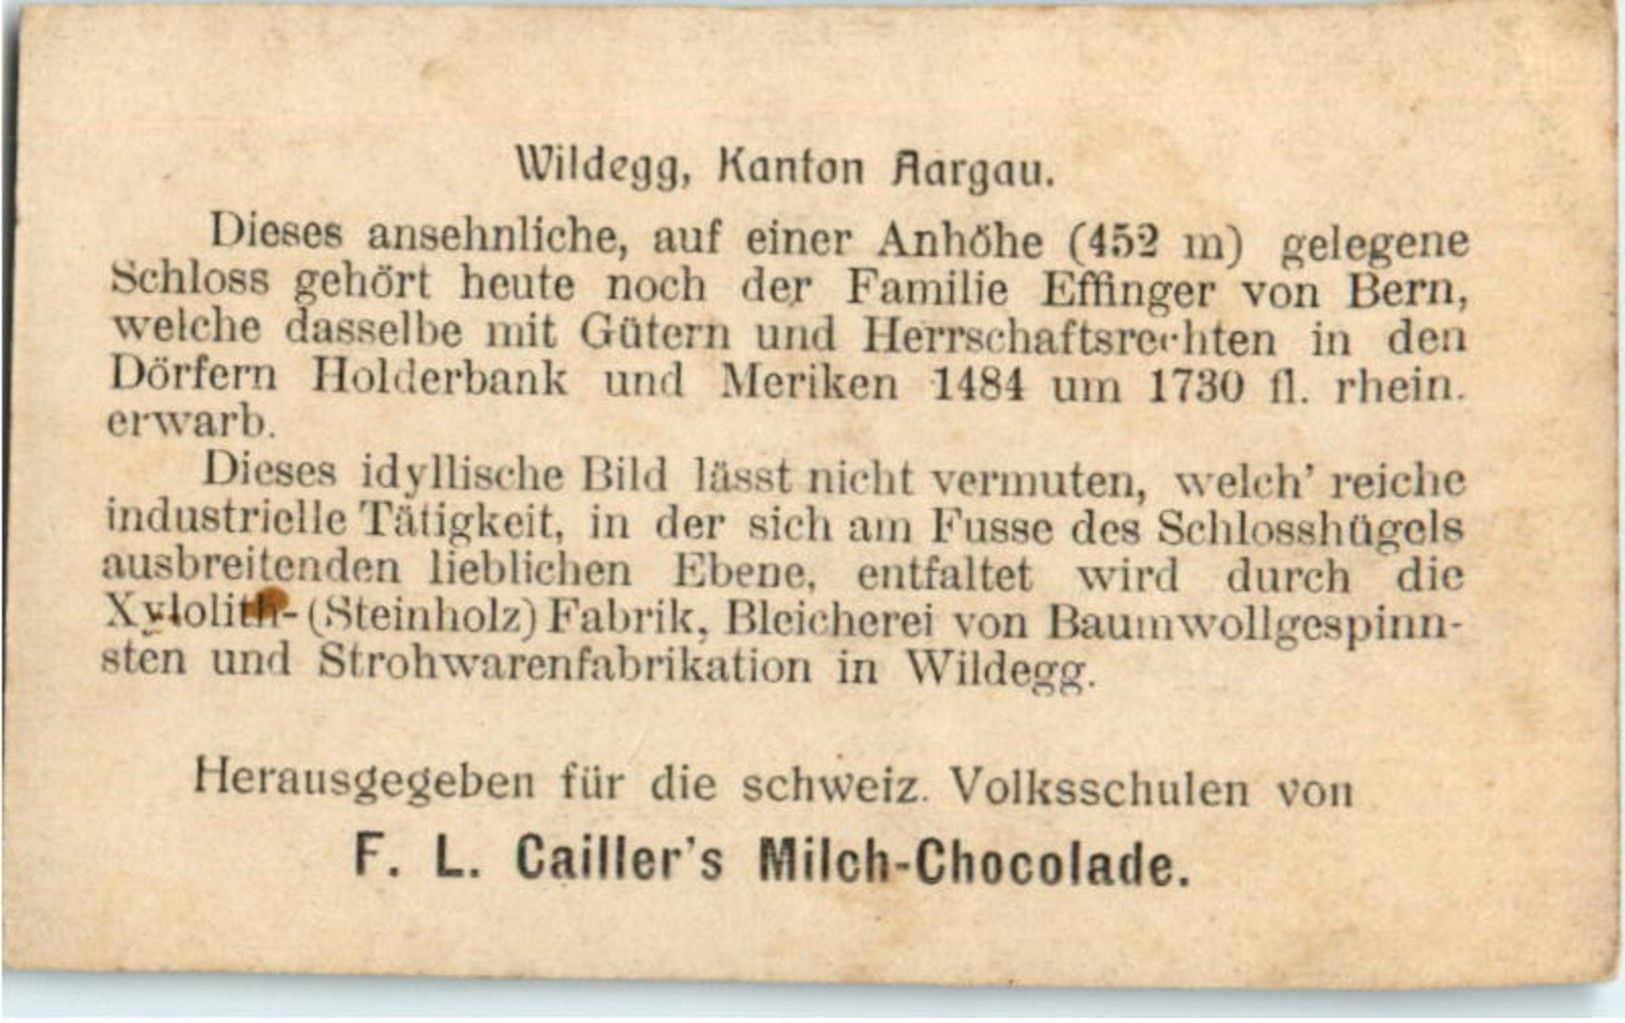 Wildegg, Kanton Aargau.
Dieses ansehnliche, auf einer Anhöhe (452 m) gelegene
Schloss gehört heute noch der Familie Effinger von Bern,
welche dasselbe mit Gütern und Herrschaftsrechten in den
Dörfern Holderbank und Meriken 1484 um 1730 fl. rhein.
erwarb.
Dieses idyllische Bild lässt nicht vermuten, welch' reiche
industrielle Tätigkeit, in der sich am Fusse des Schlosshügels
ausbreitenden lieblichen Ebene, entfaltet wird durch die
Xylolith- (Steinholz) Fabrik, Bleicherei von Baumwollgespinn-
sten und Strohwarenfabrikation in Wildegg.
Herausgegeben für die schweiz. Volksschulen von
F. L. Cailler's Milch-Chocolade.